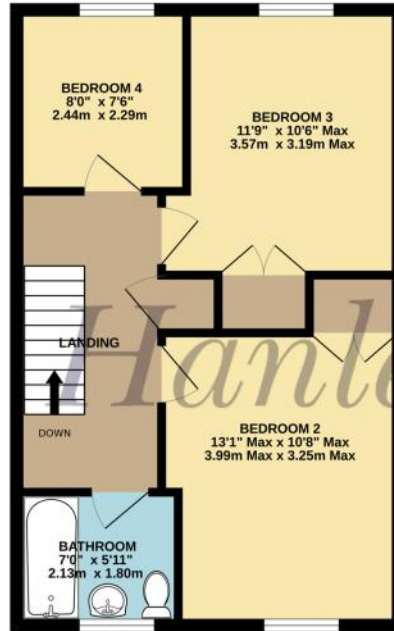 BEDROOM 4
8'0" x 7'6"
2.44m x 2.29m
BEDROOM 3
11'9" x 10'6" Max
3.57m x 3.19m Max
LANDING
Hanle
DOWN
BEDROOM 2
13'1" Max x 10'8" Max
3.99m Max x 3.25m Max
BATHROOM
7'0" x 5'11"
2.13m x 1.80m